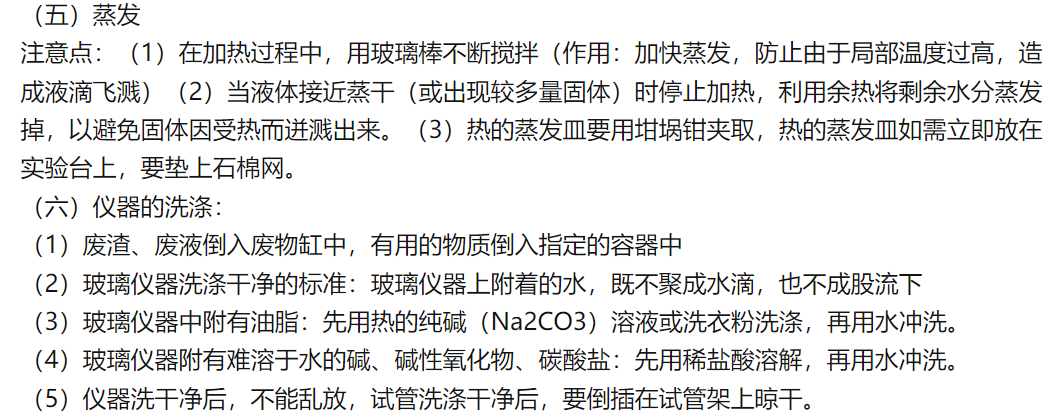 （五）蒸发
注意点：（1）在加热过程中，用玻璃棒不断搅拌（作用：加快蒸发，防止由于局部温度过高，造
成液滴飞溅）（2）当液体接近蒸干（或出现较多量固体）时停止加热，利用余热将剩余水分蒸发
掉，以避免固体因受热而迸溅出来。（3）热的蒸发皿要用坩埚钳夹取，热的蒸发皿如需立即放在
实验台上，要垫上石棉网。
（六）仪器的洗涤：
（1）废渣、废液倒入废物缸中，有用的物质倒入指定的容器中
（2）玻璃仪器洗涤干净的标准：玻璃仪器上附着的水，既不聚成水滴，也不成股流下
（3）玻璃仪器中附有油脂：先用热的纯碱（Na2CO3）溶液或洗衣粉洗涤，再用水冲洗。
（4）玻璃仪器附有难溶于水的碱、碱性氧化物、碳酸盐：先用稀盐酸溶解，再用水冲洗。
（5）仪器洗干净后，不能乱放，试管洗涤干净后，要倒插在试管架上晾干。